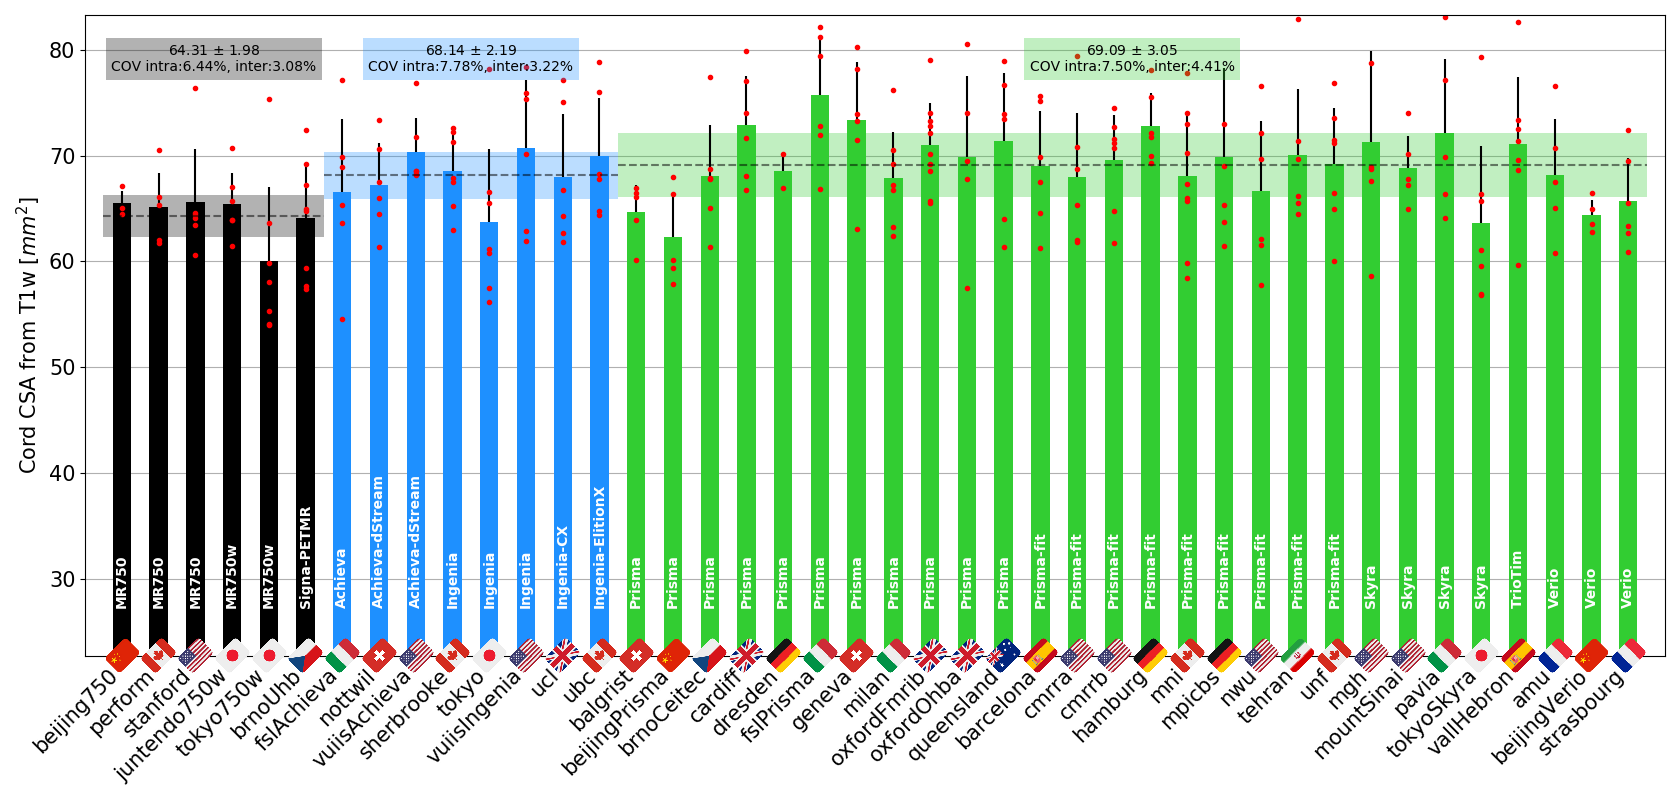 Cord CSA from T1w [mm²]
80
70
60
50
40
30
64.31 ± 1.98
COV intra:6.44%, inter:3.08%
68.14 ± 2.19
COV intra:7.78%, inter:3.22%
69.09 ± 3.05
COV intra:7.50%, inter:4.41%
MR750
MR750
MR750
MR750w
MR750w
Signa-PETMR
Achieva
Achieva-dStream
Achieva-dStream
Ingenia
Ingenia
Ingenia
Ingenia-CX
Ingenia-ElitionX
Prisma
Prisma
Prisma
Prisma
Prisma
Prisma
Prisma
Prisma
Prisma
Prisma
Prisma
Prisma-fit
Prisma-fit
Prisma-fit
Prisma-fit
Prisma-fit
Prisma-fit
Prisma-fit
Prisma-fit
Prisma-fit
Skyra
Skyra
Skyra
Skyra
TrioTim
Verio
Verio
Verio
beijing750
perform
stanford
juntendo750w
tokyo750w
brnoUhb
fslAchieva
nottwil
vuiisAchieva
sherbrooke
tokyo
vuiisIngenia
ucl
ubc
balgrist
beijingPrisma
brnoCeitec
cardiff
dresden
fslPrisma
geneva
milan
oxfordFmrib
oxfordOhba
queensland
barcelona
cmrra
cmrrb
hamburg
mni
mpicbs
nwu
tehran
unf
mgh
mountSinai
pavia
tokyoSkyra
vallHebron
amu
beijingVerio
strasbourg